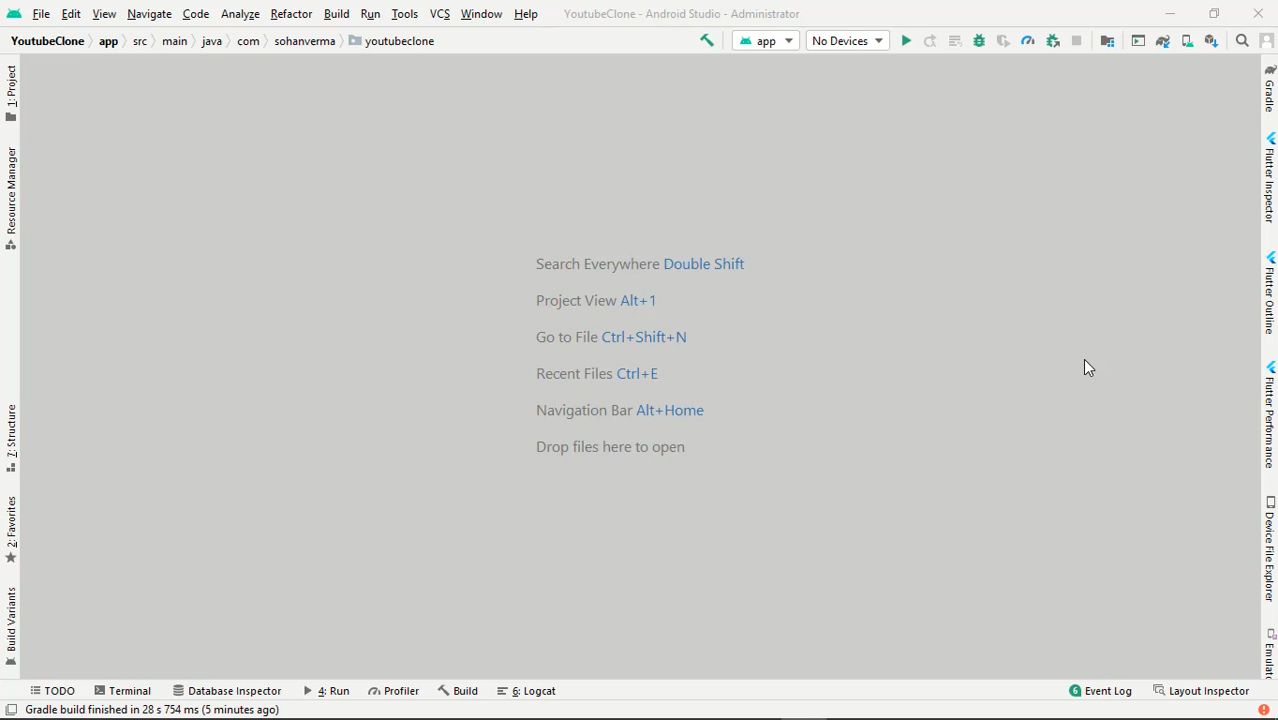 File Edit View Navigate Code Analyze Refactor Build Run Tools VCS Window Help YoutubeClone - Android Studio - Administrator
YoutubeClone app src main java com sohanverma youtubeclone app No Devices
1: Project
Resource Manager
7: Structure
2: Favorites
Build Variants
Search Everywhere Double Shift
Project View Alt+1
Go to File Ctrl+Shift+N
Recent Files Ctrl+E
Navigation Bar Alt+Home
Drop files here to open
Gradle
Flutter Inspector
Flutter Outline
Flutter Performance
Device File Explorer
Emulato
TODO Terminal Database Inspector 4: Run Profiler Build 6: Logcat 6 Event Log Layout Inspector
Gradle build finished in 28 s 754 ms (5 minutes ago)